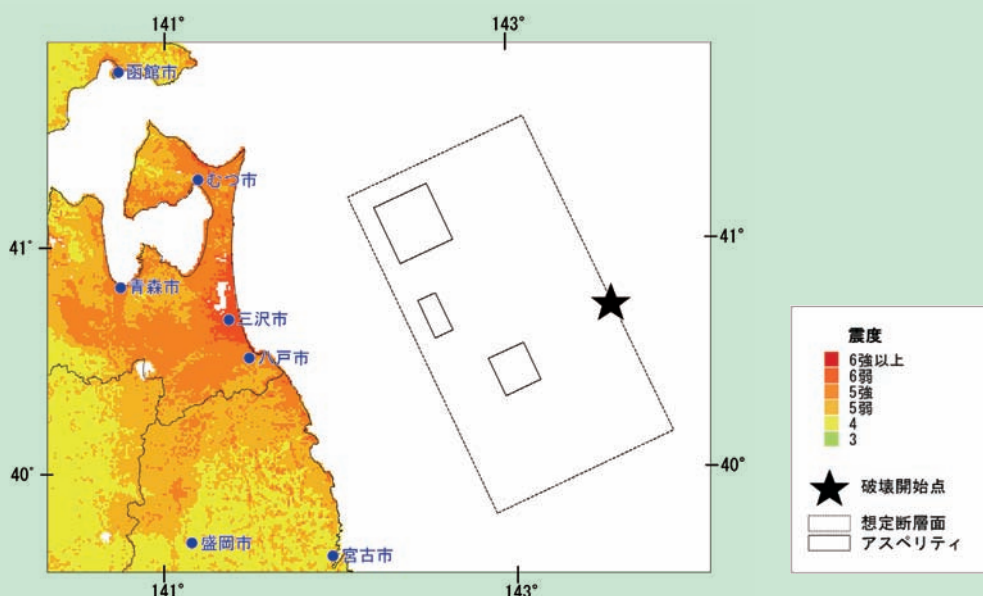 141°
143°
函館市
むつ市
41°
41°
青森市
三沢市
八戸市
40°
40°
盛岡市
宮古市
141°
143°
震度
6強以上
6弱
5強
5弱
4
3
破壊開始点
想定断層面
アスペリティ